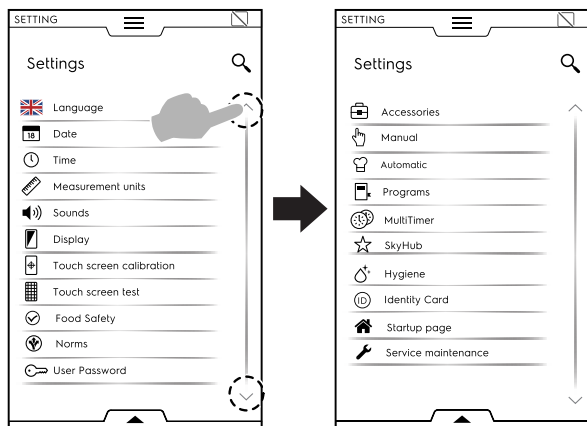 SETTING
Settings
Language
18
Date
Time
Measurement units
Sounds
Display
Touch screen calibration
Touch screen test
Food Safety
Norms
User Password
SETTING
Settings
Accessories
Manual
Automatic
Programs
MultiTimer
SkyHub
Hygiene
ID
Identity Card
Startup page
Service maintenance